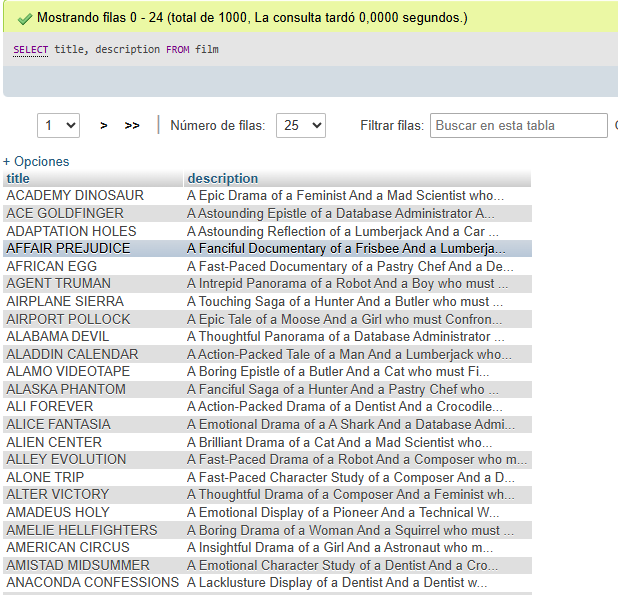 Mostrando filas 0 - 24 (total de 1000, La consulta tardó 0,0000 segundos.)
SELECT title, description FROM film
1 > >> Número de filas: 25 Filtrar filas: Buscar en esta tabla
+ Opciones
title description
ACADEMY DINOSAUR A Epic Drama of a Feminist And a Mad Scientist who...
ACE GOLDFINGER A Astounding Epistle of a Database Administrator A...
ADAPTATION HOLES A Astounding Reflection of a Lumberjack And a Car ...
AFFAIR PREJUDICE A Fanciful Documentary of a Frisbee And a Lumberja...
AFRICAN EGG A Fast-Paced Documentary of a Pastry Chef And a De...
AGENT TRUMAN A Intrepid Panorama of a Robot And a Boy who must ...
AIRPLANE SIERRA A Touching Saga of a Hunter And a Butler who must ...
AIRPORT POLLOCK A Epic Tale of a Moose And a Girl who must Confron...
ALABAMA DEVIL A Thoughtful Panorama of a Database Administrator ...
ALADDIN CALENDAR A Action-Packed Tale of a Man And a Lumberjack who...
ALAMO VIDEOTAPE A Boring Epistle of a Butler And a Cat who must Fi...
ALASKA PHANTOM A Fanciful Saga of a Hunter And a Pastry Chef who ...
ALI FOREVER A Action-Packed Drama of a Dentist And a Crocodile...
ALICE FANTASIA A Emotional Drama of a A Shark And a Database Admi...
ALIEN CENTER A Brilliant Drama of a Cat And a Mad Scientist who...
ALLEY EVOLUTION A Fast-Paced Drama of a Robot And a Composer who m...
ALONE TRIP A Fast-Paced Character Study of a Composer And a D...
ALTER VICTORY A Thoughtful Drama of a Composer And a Feminist wh...
AMADEUS HOLY A Emotional Display of a Pioneer And a Technical W...
AMELIE HELLFIGHTERS A Boring Drama of a Woman And a Squirrel who must ...
AMERICAN CIRCUS A Insightful Drama of a Girl And a Astronaut who m...
AMISTAD MIDSUMMER A Emotional Character Study of a Dentist And a Cro...
ANACONDA CONFESSIONS A Lacklusture Display of a Dentist And a Dentist w...